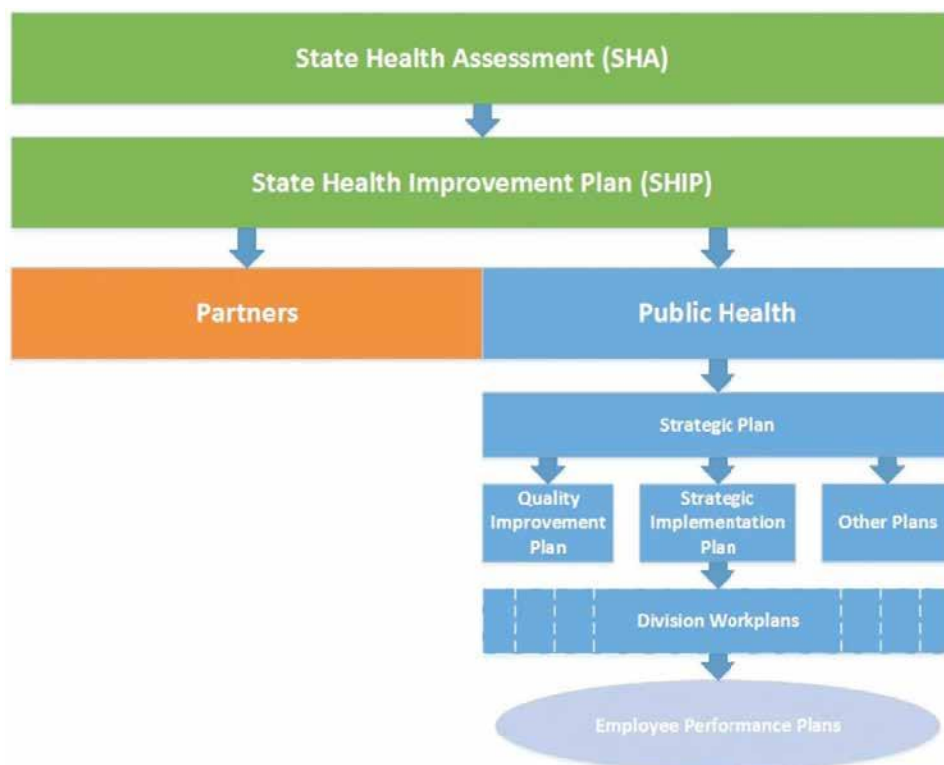 State Health Assessment (SHA)
State Health Improvement Plan (SHIP)
Partners
Public Health
Strategic Plan
Quality
Improvement
Plan
Strategic
Implementation
Plan
Other Plans
Division Workplans
Employee Performance Plans